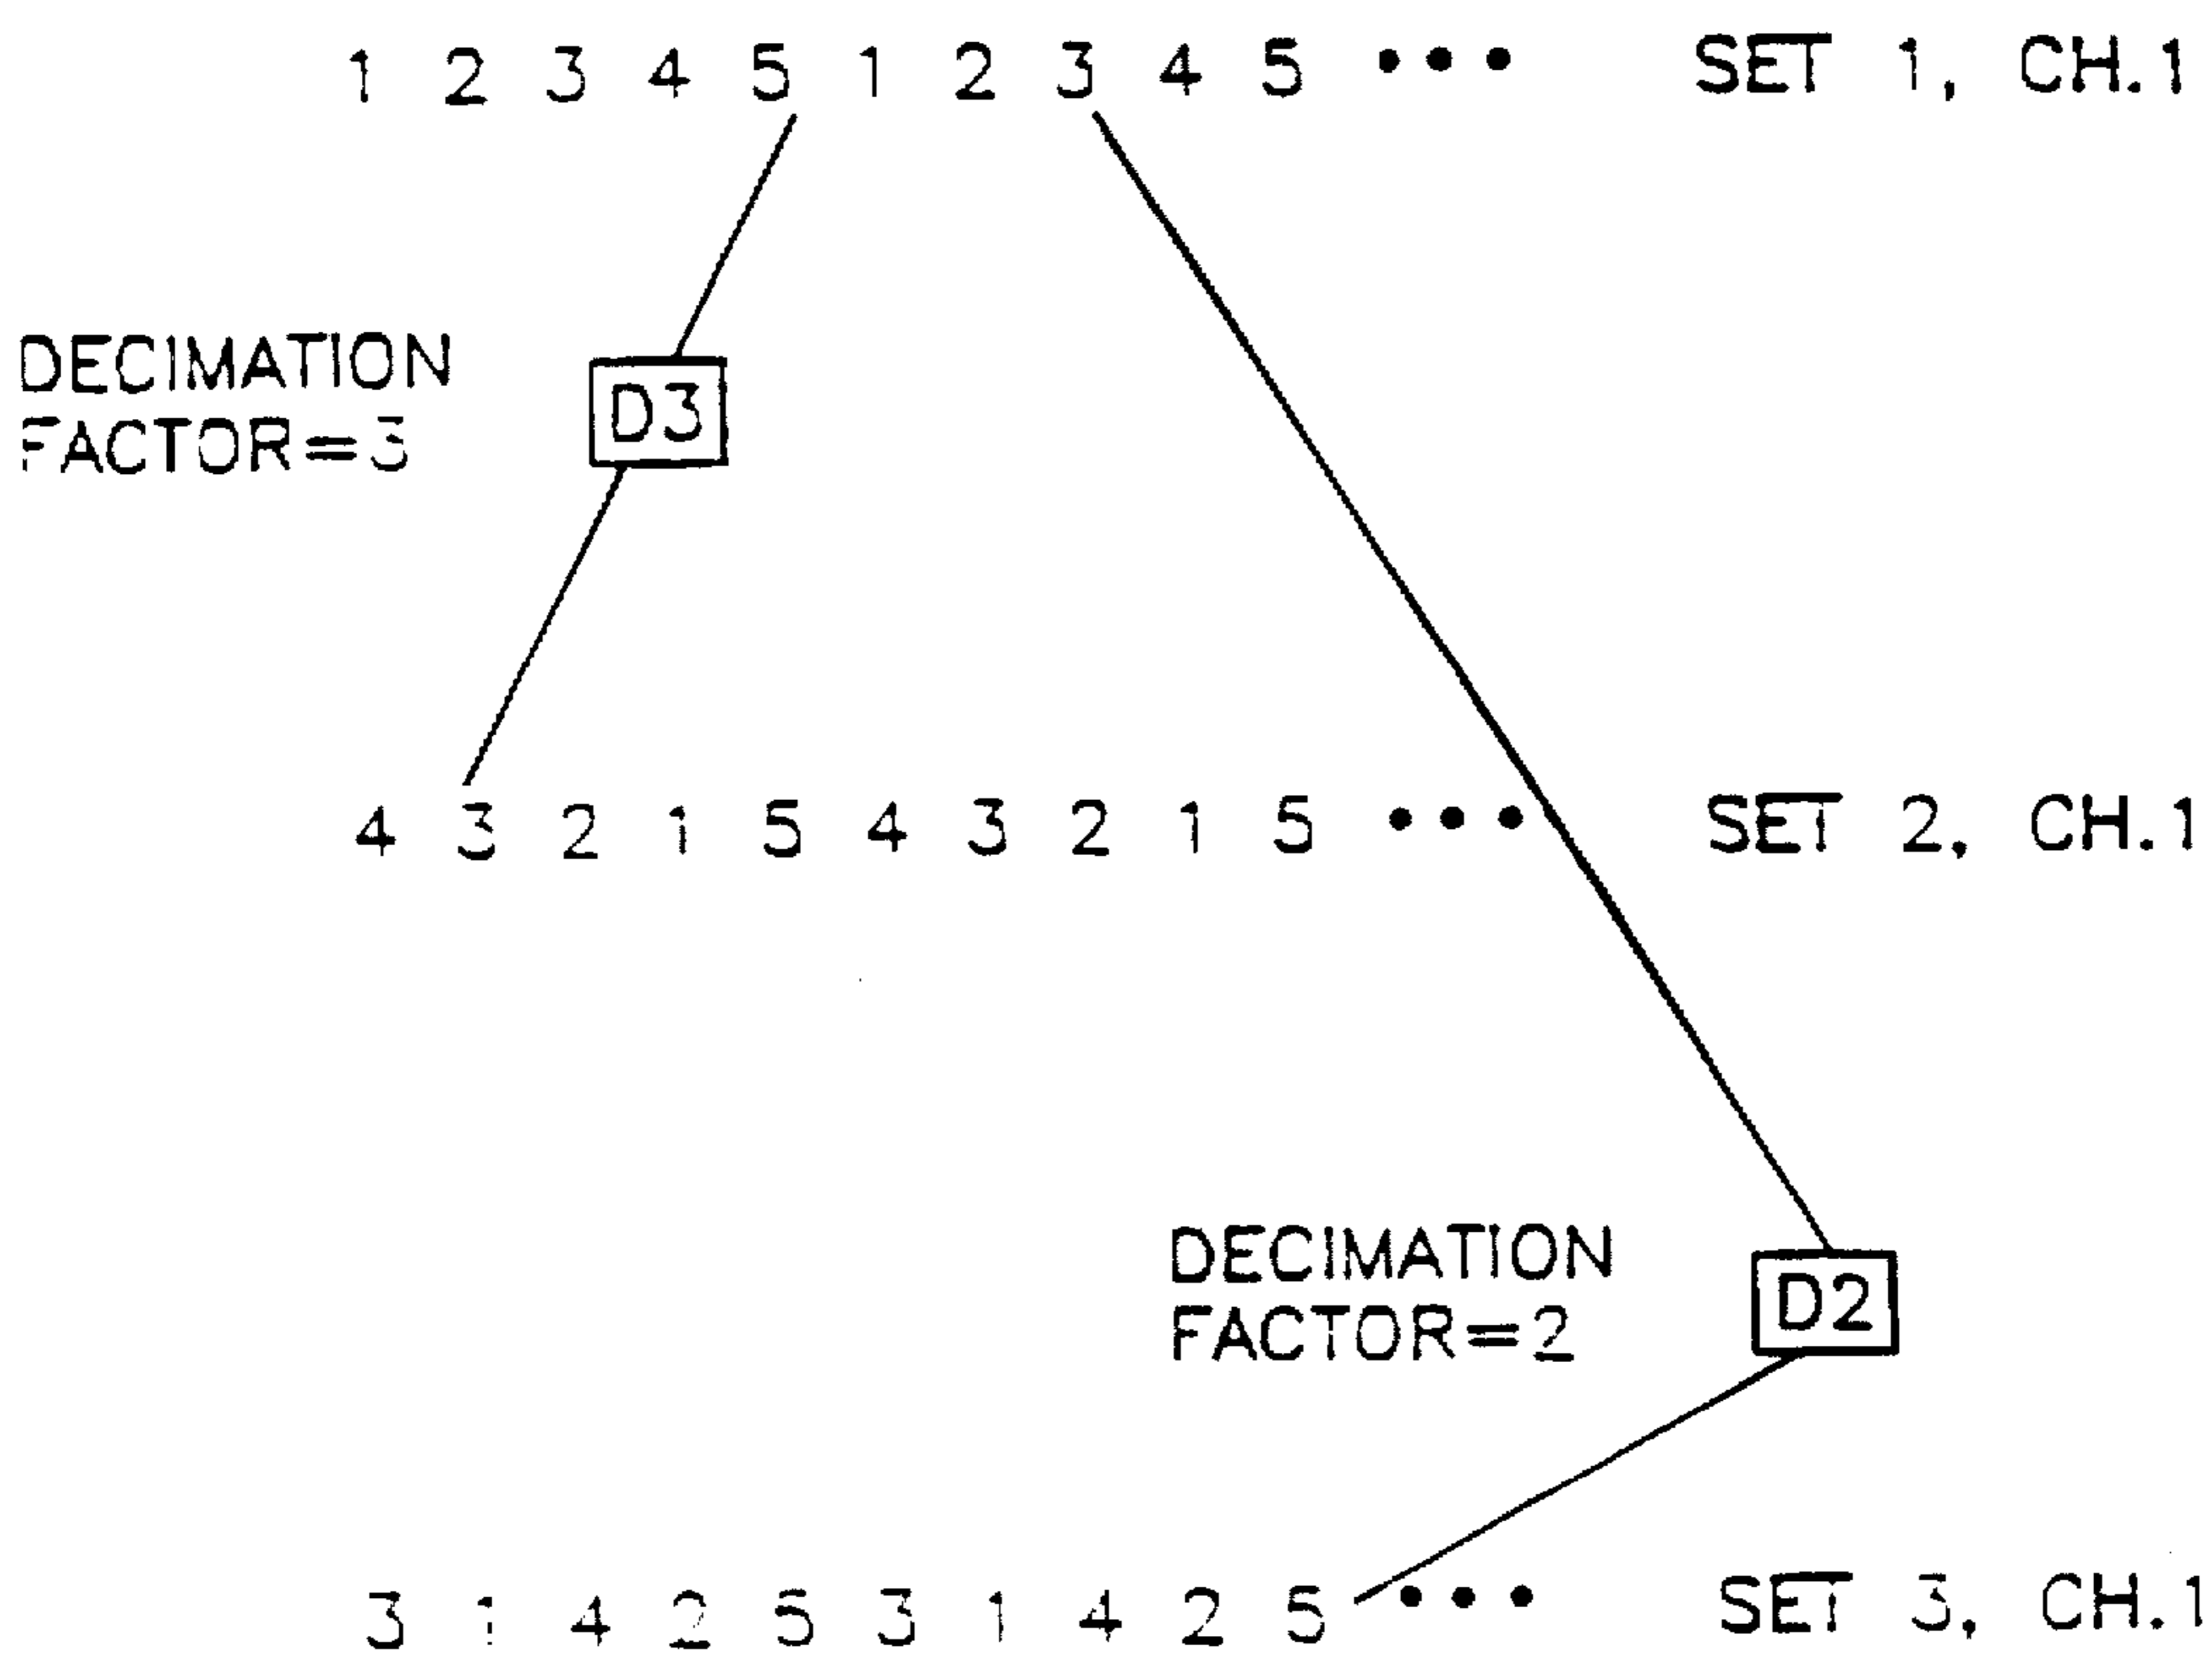 1 2 3 4 5 1 2 3 4 5 ••• SET 1, CH.1
DECIMATION
FACTOR=3
D3
4 3 2 1 5 4 3 2 1 5 ••• SET 2, CH.1
DECIMATION
FACTOR=2
D2
3 1 4 2 5 3 1 4 2 5 ••• SET 3, CH.1